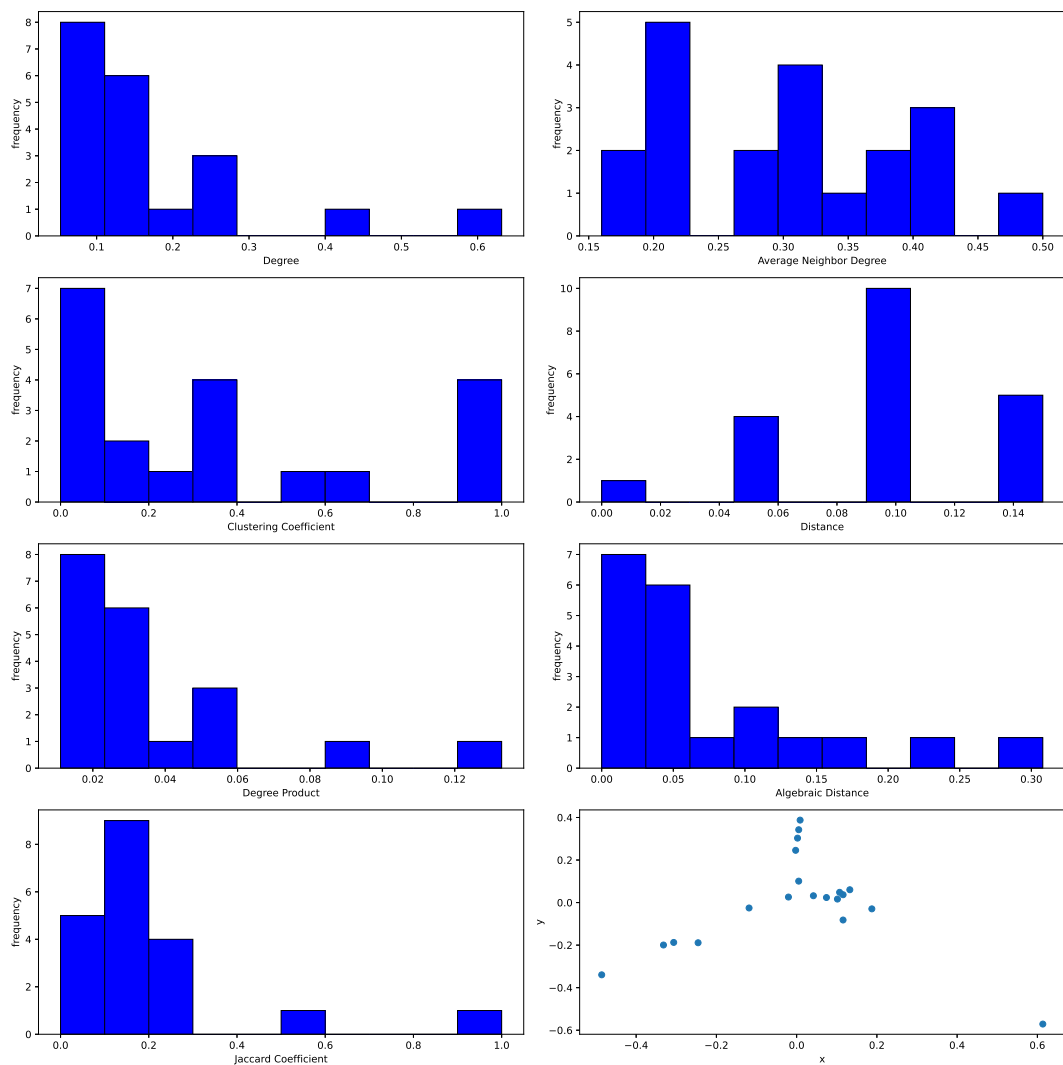 8
7
6
5
4
3
2
1
0
frequency
0.1 0.2 0.3 0.4 0.5 0.6
Degree
5
4
3
2
1
0
frequency
0.15 0.20 0.25 0.30 0.35 0.40 0.45 0.50
Average Neighbor Degree
7
6
5
4
3
2
1
0
frequency
0.0 0.2 0.4 0.6 0.8 1.0
Clustering Coefficient
10
8
6
4
2
0
frequency
0.00 0.02 0.04 0.06 0.08 0.10 0.12 0.14
Distance
8
7
6
5
4
3
2
1
0
frequency
0.02 0.04 0.06 0.08 0.10 0.12
Degree Product
7
6
5
4
3
2
1
0
frequency
0.00 0.05 0.10 0.15 0.20 0.25 0.30
Algebraic Distance
8
6
4
2
0
frequency
0.0 0.2 0.4 0.6 0.8 1.0
Jaccard Coefficient
0.4
0.2
0.0
−0.2
−0.4
−0.6
y
−0.4 −0.2 0.0 0.2 0.4 0.6
x